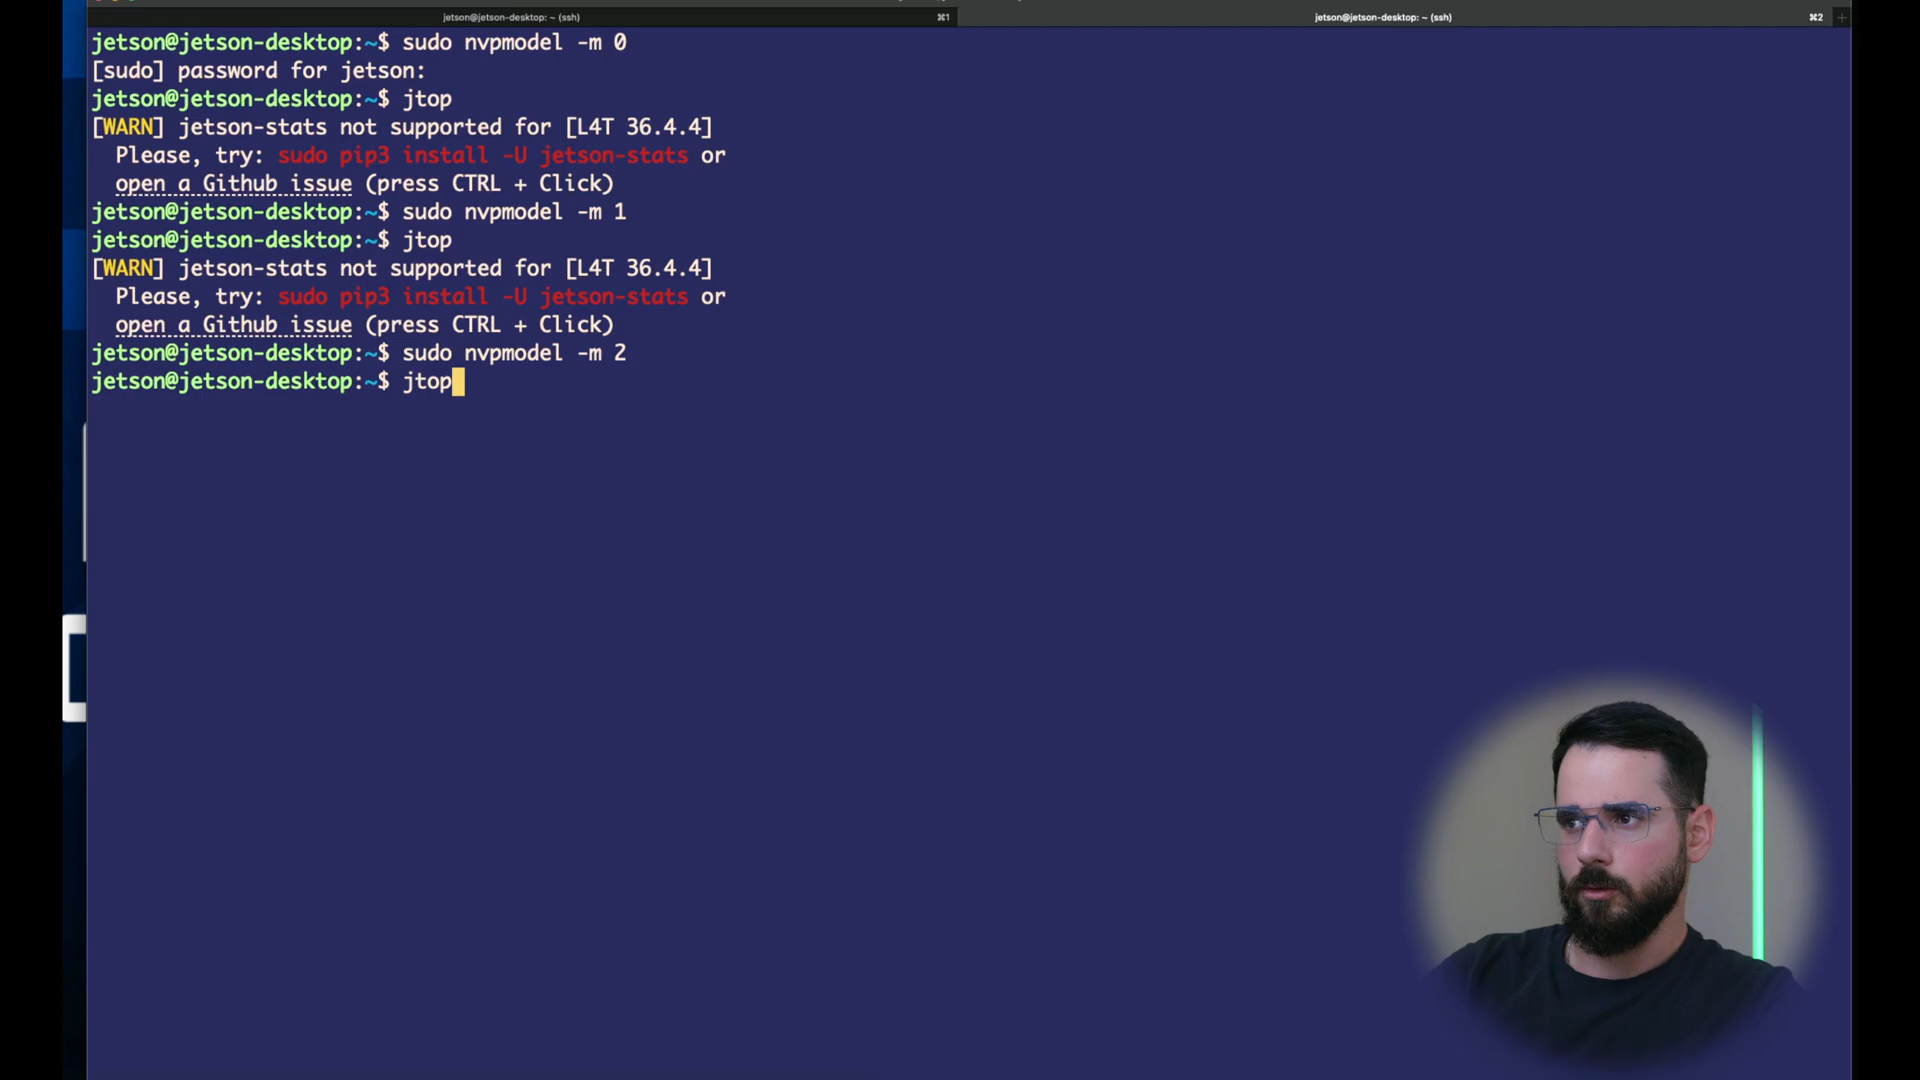 jetson@jetson-desktop: ~ (ssh)
⌘1
jetson@jetson-desktop: ~ (ssh)
⌘2
jetson@jetson-desktop:~$ sudo nvpmodel -m 0
[sudo] password for jetson:
jetson@jetson-desktop:~$ jtop
[WARN] jetson-stats not supported for [L4T 36.4.4]
Please, try: sudo pip3 install -U jetson-stats or
open a Github issue (press CTRL + Click)
jetson@jetson-desktop:~$ sudo nvpmodel -m 1
jetson@jetson-desktop:~$ jtop
[WARN] jetson-stats not supported for [L4T 36.4.4]
Please, try: sudo pip3 install -U jetson-stats or
open a Github issue (press CTRL + Click)
jetson@jetson-desktop:~$ sudo nvpmodel -m 2
jetson@jetson-desktop:~$ jtop